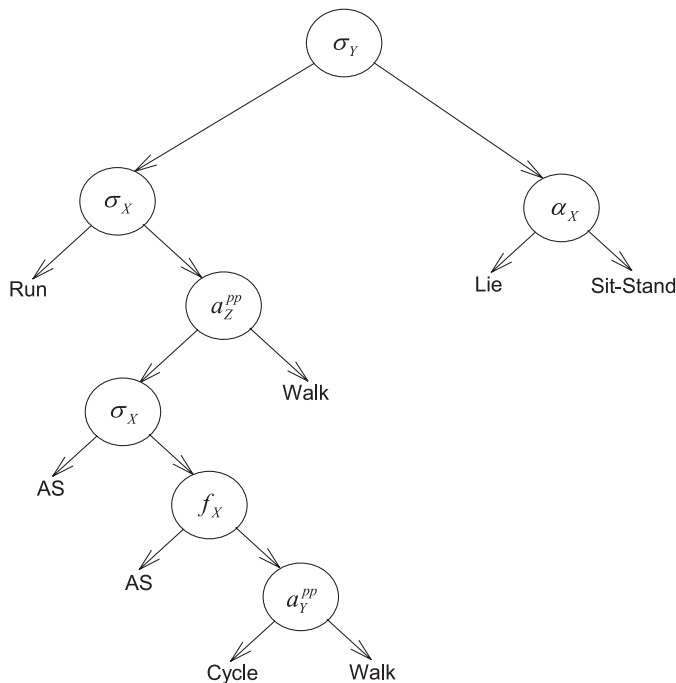 σ_Y
σ_X
α_X
Run
Lie
Sit-Stand
a_Z^{pp}
Walk
σ_X
AS
f_X
AS
a_Y^{pp}
Cycle
Walk